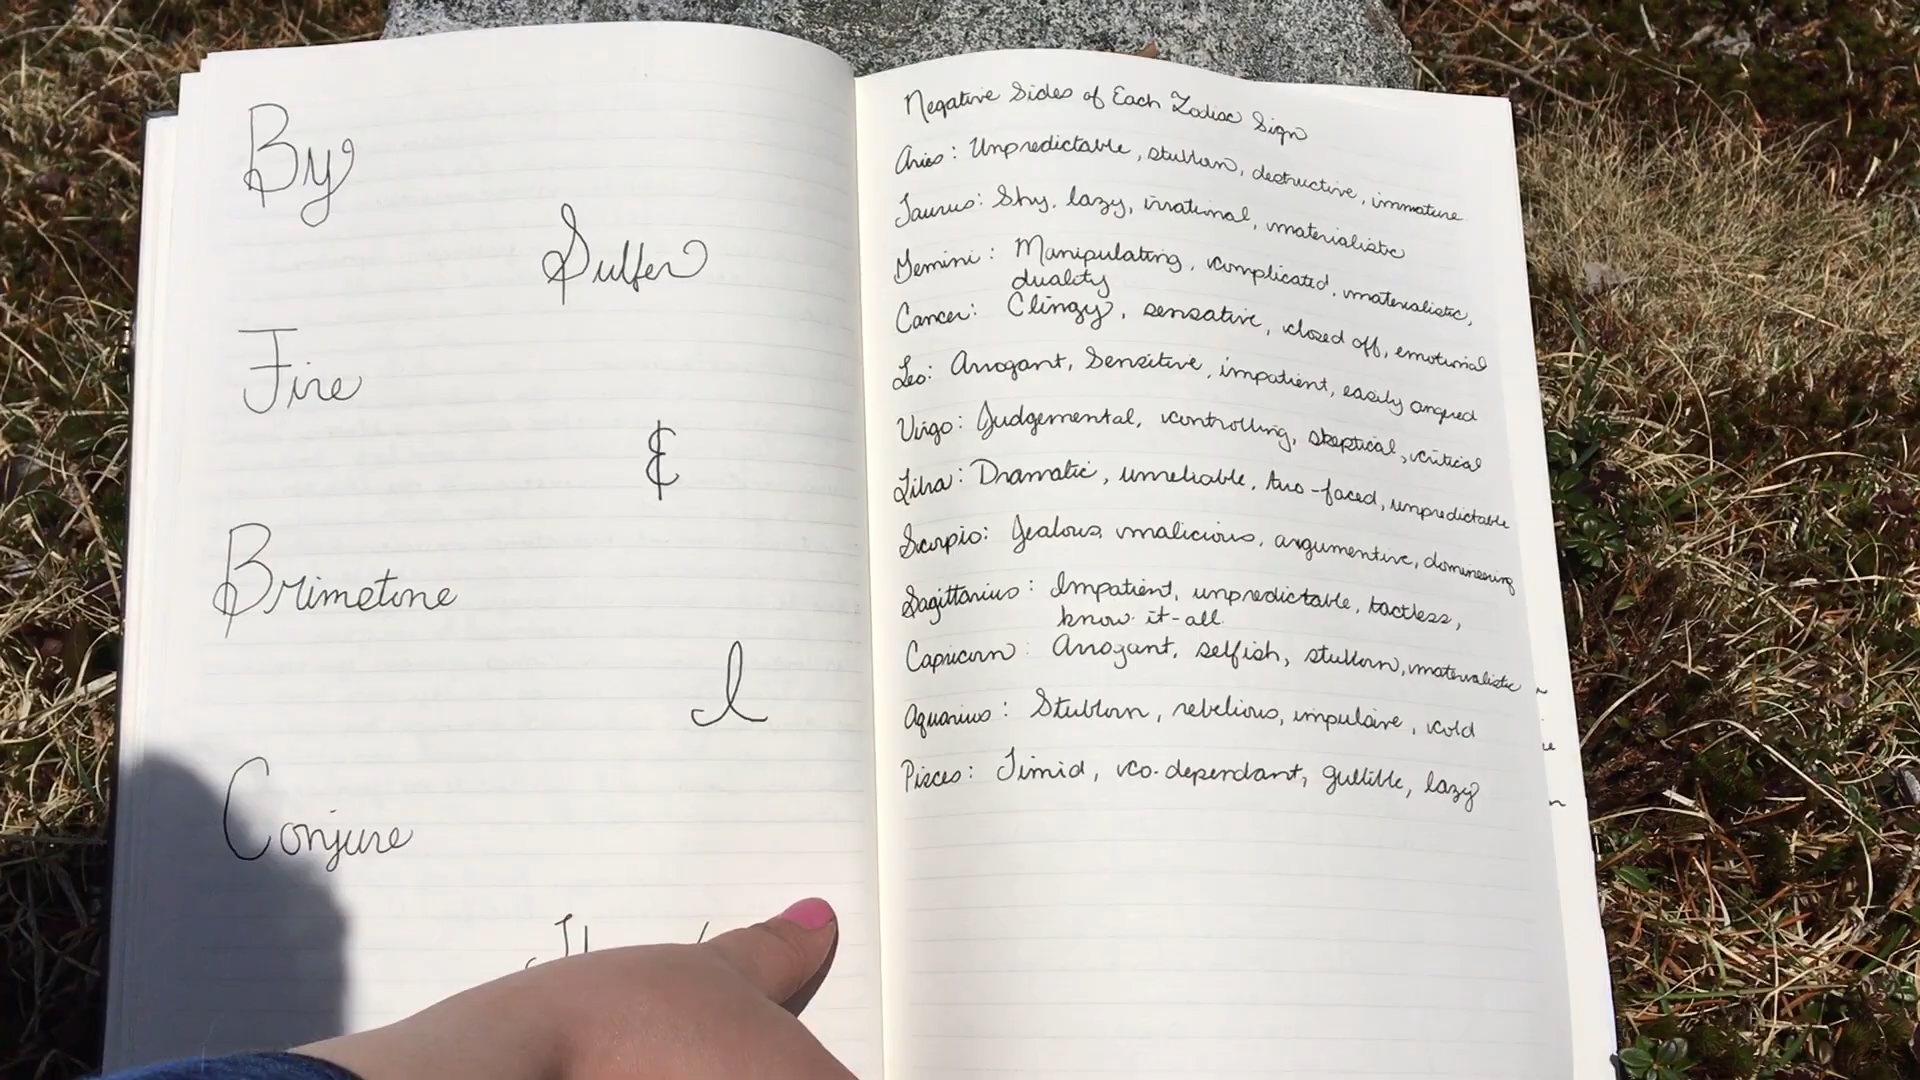 By
Sulfer
Fire
&
Brimetone
I
Conjure
Negative Sides of Each Zodiac Sign
Aries: Unpredictable, stubborn, destructive, immature
Taurus: Shy, lazy, irrational, materialistic
Gemini: Manipulating, complicated, materialistic,
duality
Cancer: Clingy, sensative, closed off, emotional
Leo: Arrogant, Sensitive, impatient, easily angered
Virgo: Judgemental, controlling, skeptical, critical
Libra: Dramatic, unreliable, two-faced, unpredictable
Scorpio: Jealous, malicious, argumentive, domineering
Sagittarius: Impatient, unpredictable, tactless,
know it-all
Capricorn: Arrogant, selfish, stubborn, materialistic
Aquarius: Stubborn, rebelious, impulsive, cold
Pisces: Timid, co-dependant, gullible, lazy